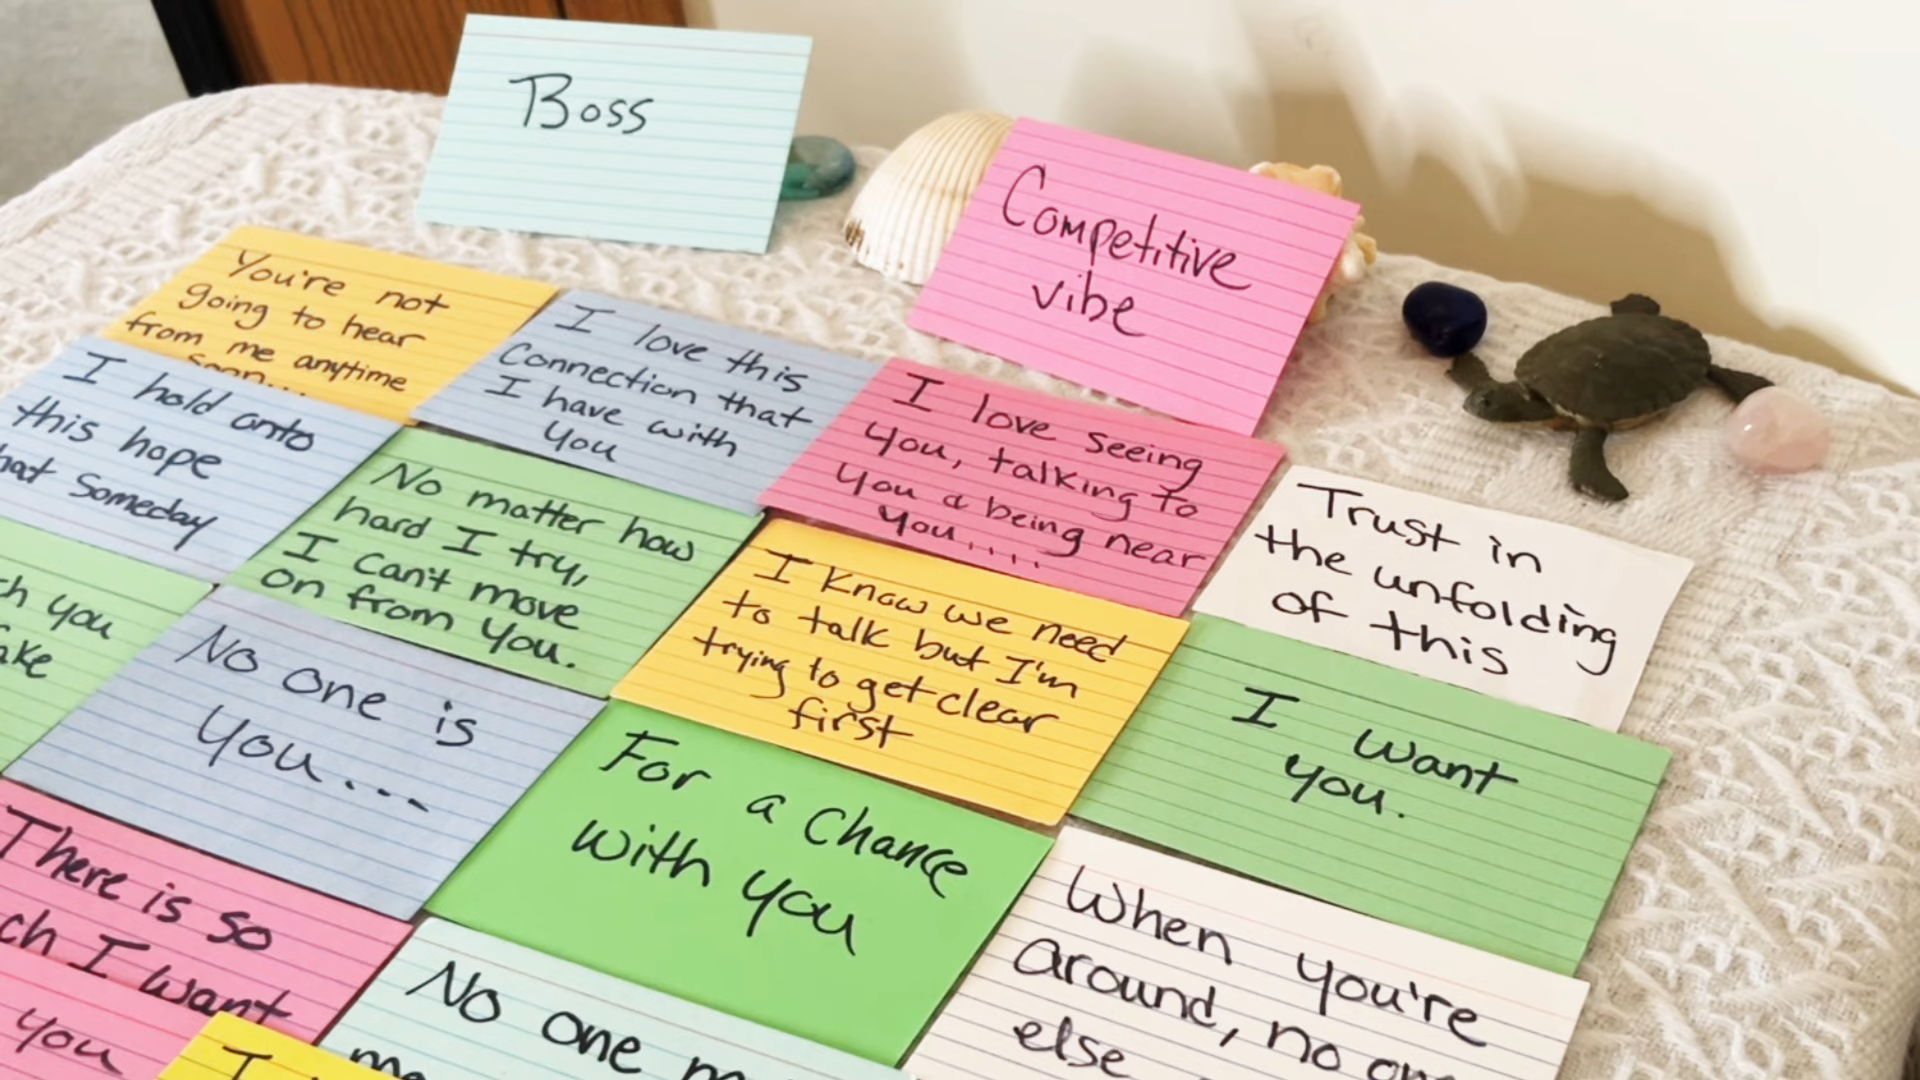 Boss
Competitive
vibe
You're not
going to hear
from me anytime
soon..
I love this
Connection that
I have with
you
I love seeing
you, talking to
you & being near
you....
Trust in
the unfolding
of this
I hold onto
this hope
that Someday
No matter how
hard I try,
I can't move
on from you.
I know we need
to talk but I'm
trying to get clear
first
I want
you.
you
No one is
you...
For a chance
with you
When you're
around, no
else
There is so
I want
you
No one
I